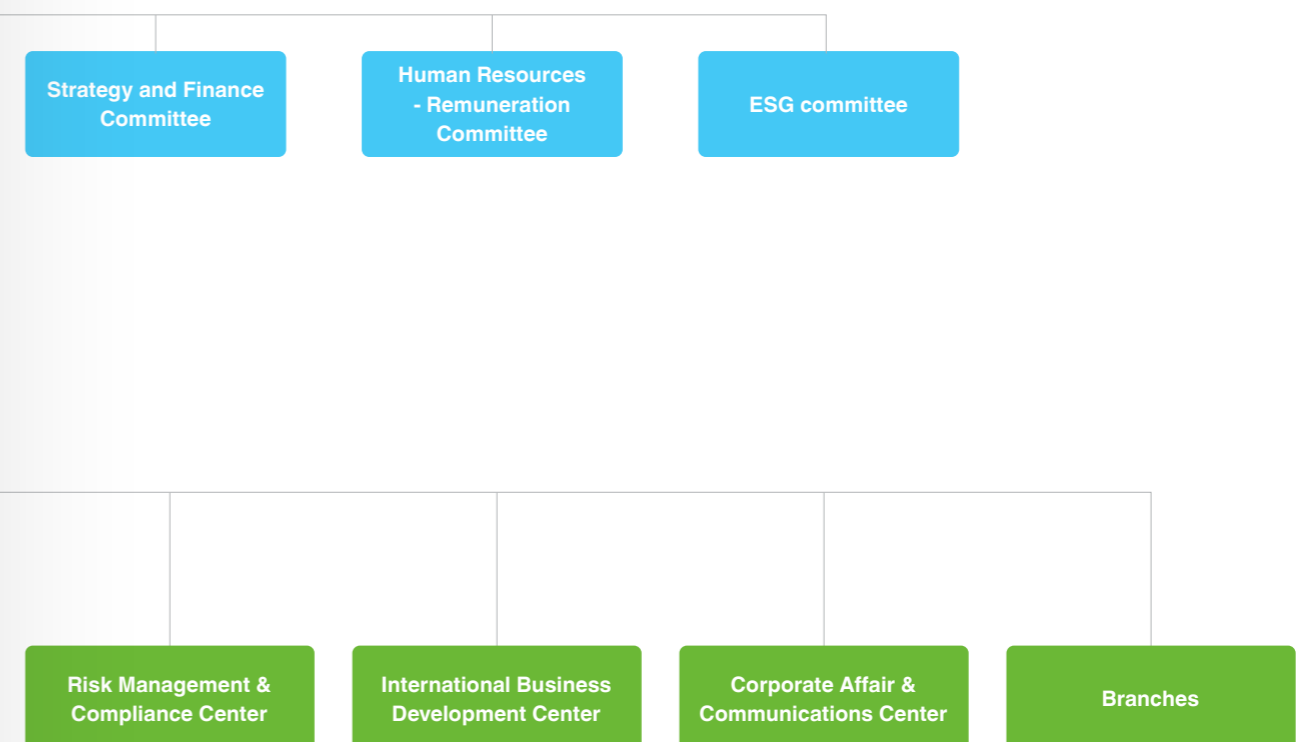 Strategy and Finance
Committee
Human Resources
- Remuneration
Committee
ESG committee
Risk Management &
Compliance Center
International Business
Development Center
Corporate Affair &
Communications Center
Branches